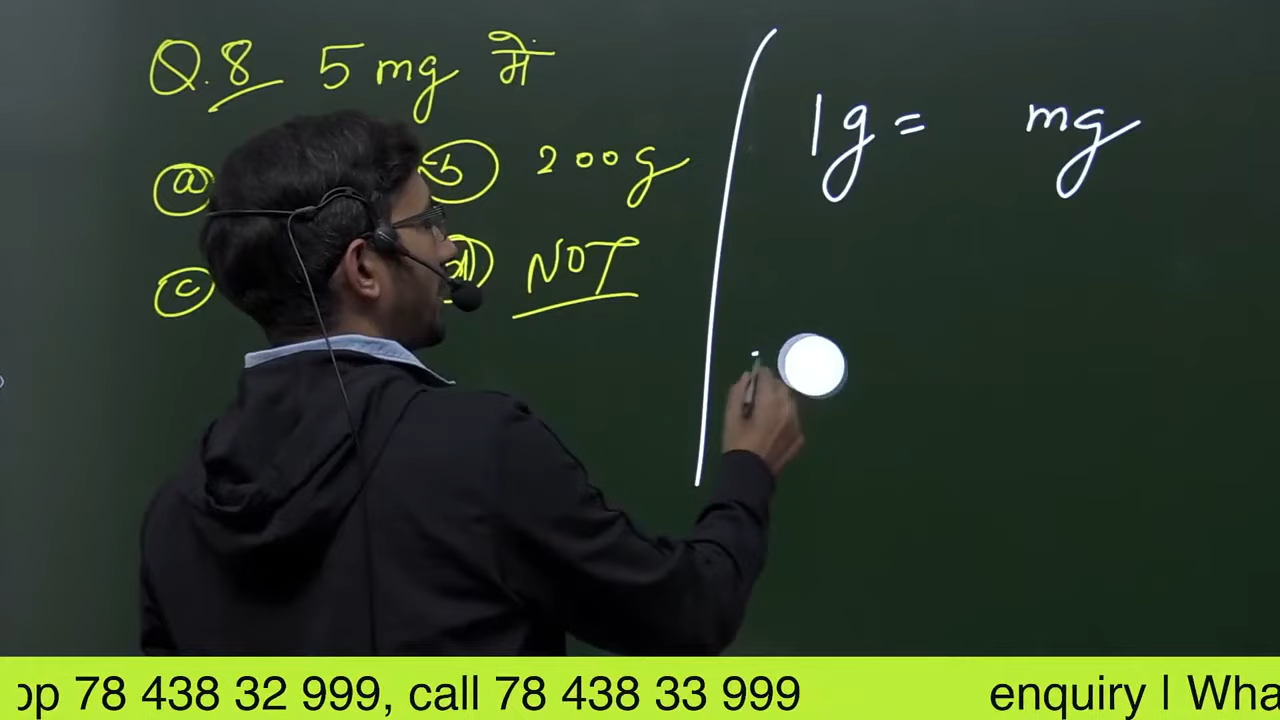 Q.8 5 mg में
a b 200g
c NOT
1g = mg
op 78 438 32 999, call 78 438 33 999 enquiry | Wha